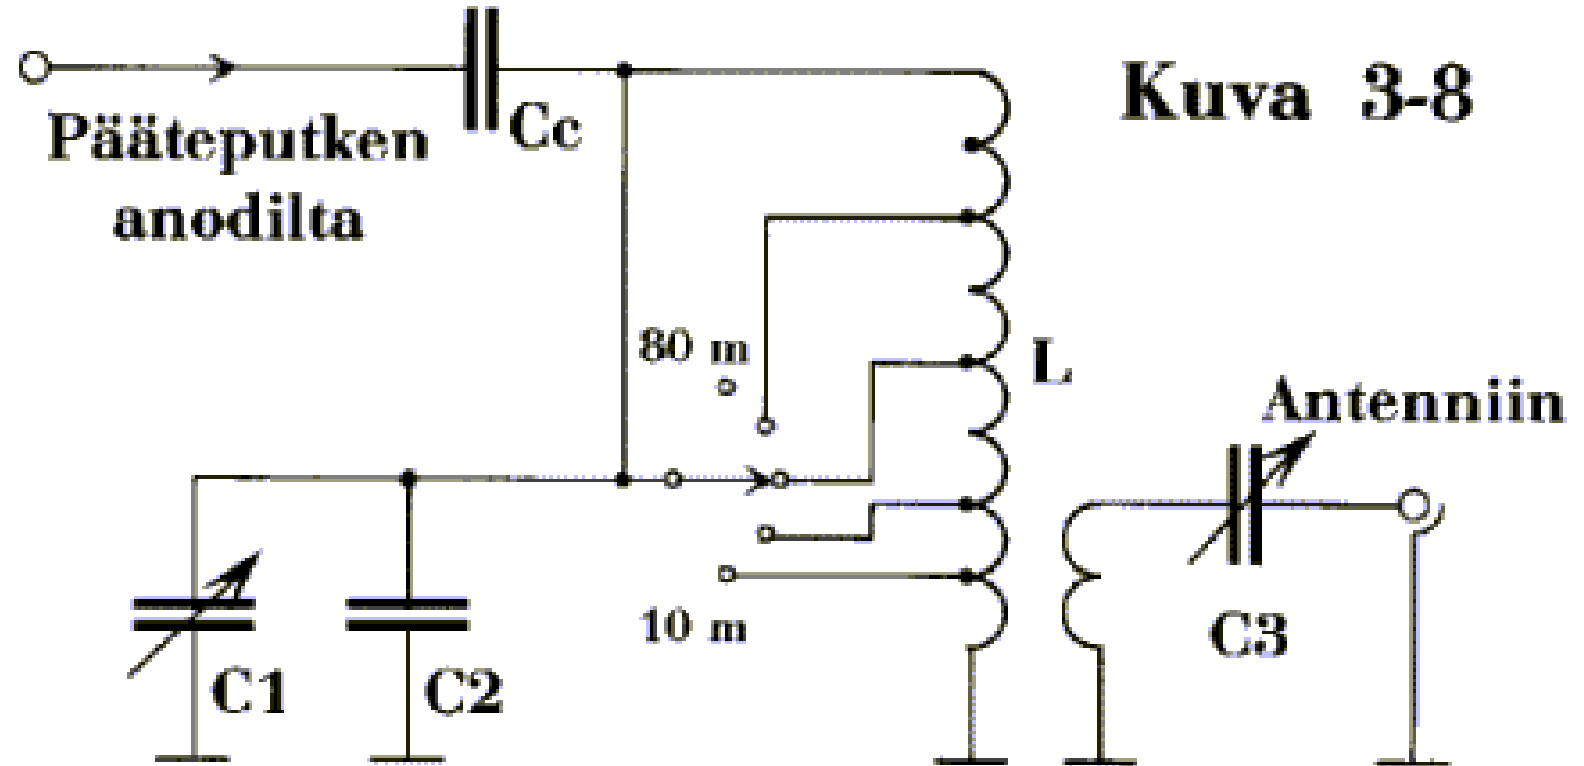 Kuva 3-8
Cc
Pääteputken
anodilta
80 m
L
Antenniin
10 m
C3
C1
C2